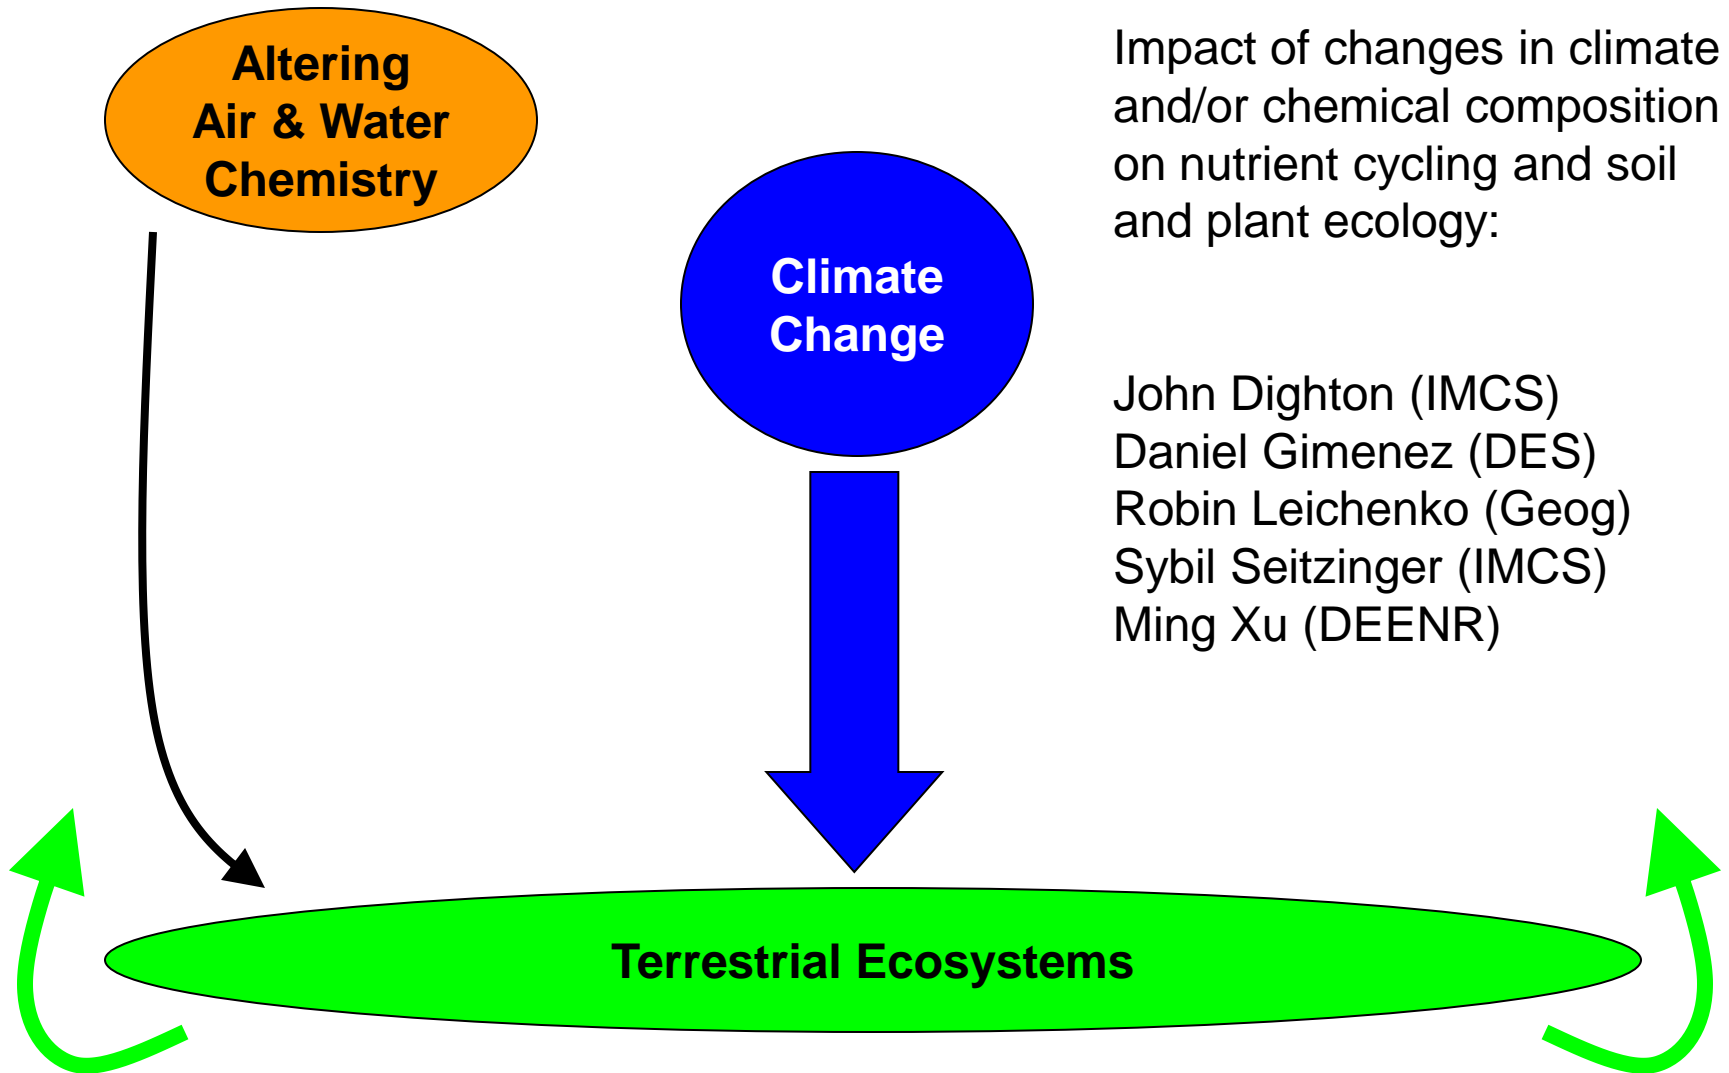 Altering
Air & Water
Chemistry
Climate
Change
Impact of changes in climate
and/or chemical composition
on nutrient cycling and soil
and plant ecology:
John Dighton (IMCS)
Daniel Gimenez (DES)
Robin Leichenko (Geog)
Sybil Seitzinger (IMCS)
Ming Xu (DEENR)
Terrestrial Ecosystems